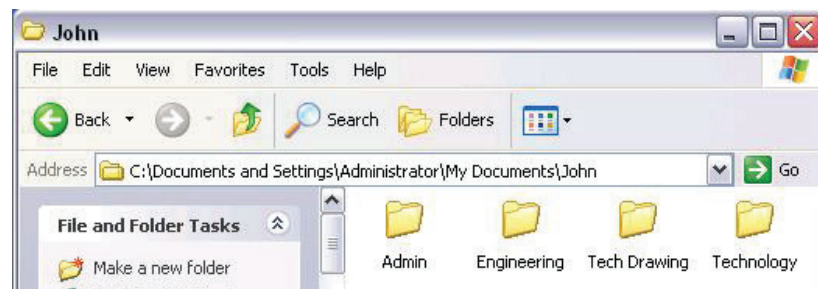 John
File Edit View Favorites Tools Help
Back Search Folders
Address C:\Documents and Settings\Administrator\My Documents\John Go
File and Folder Tasks
Make a new folder
Admin Engineering Tech Drawing Technology